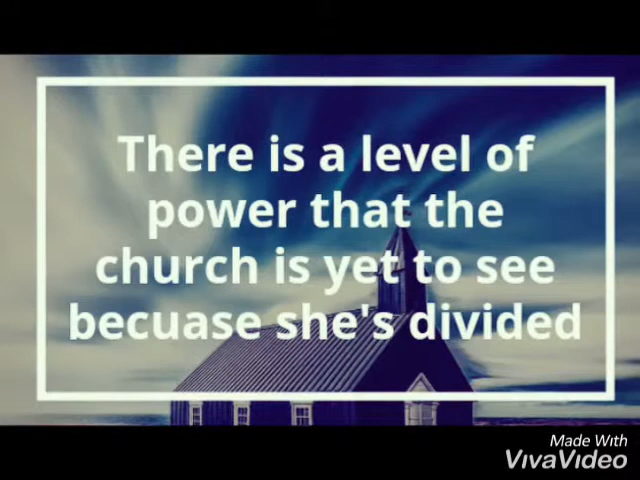 There is a level of
power that the
church is yet to see
becuase she's divided
Made With
VivaVideo